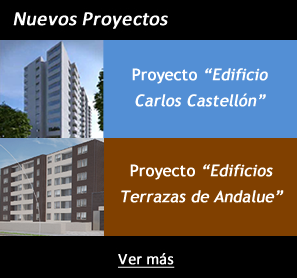 Nuevos Proyectos
Proyecto “Edificio
Carlos Castellón”
Proyecto “Edificios
Terrazas de Andalue”
Ver más